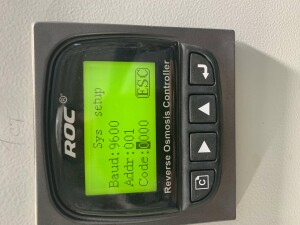 ROC®
Sys setup
Baud:9600
Addr:001
Code:0000
ESC
Reverse Osmosis Controller